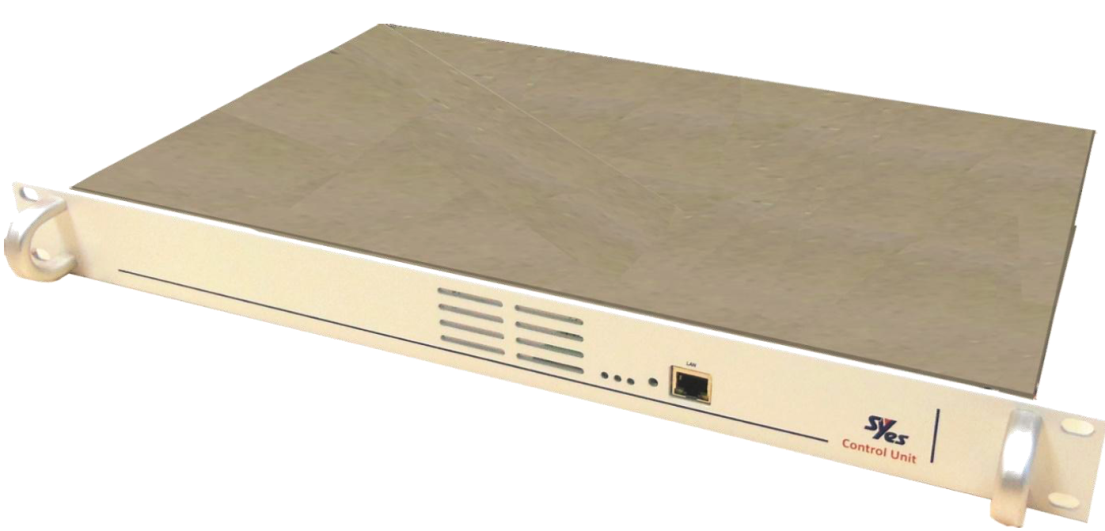 LAN
syes
Control Unit